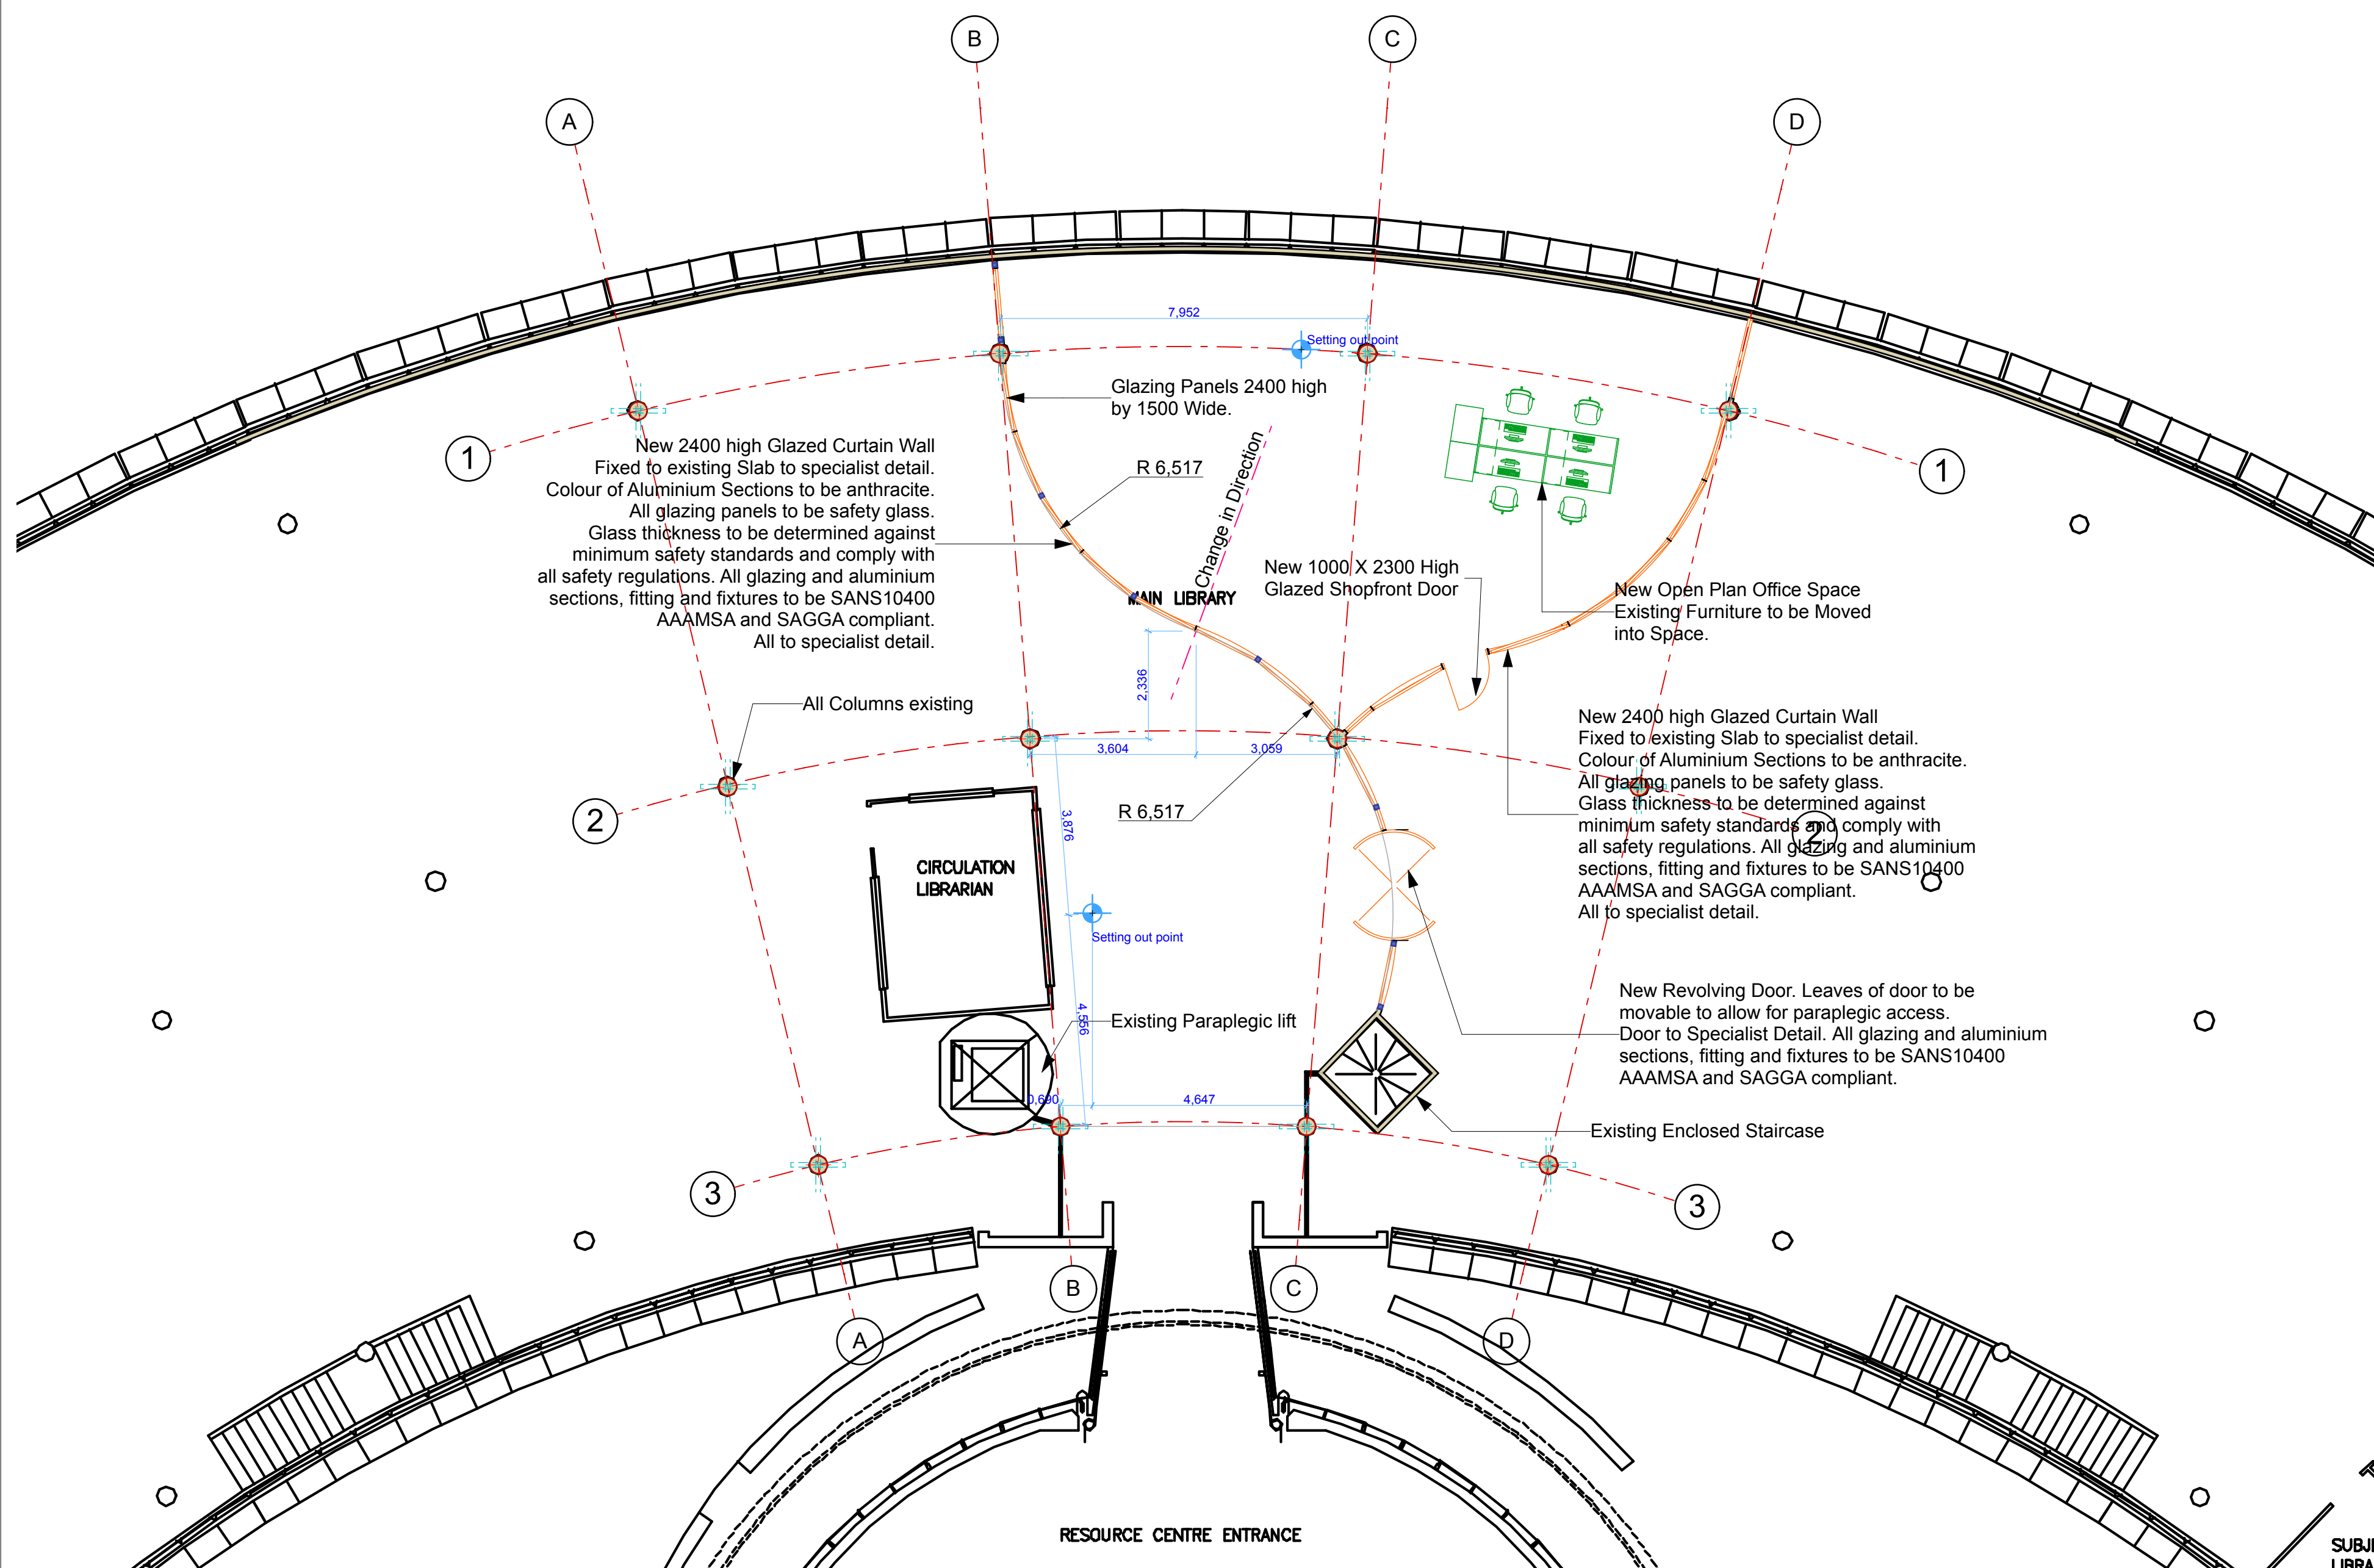 B
C
A
D
7,952
Setting out point
Glazing Panels 2400 high
by 1500 Wide.
1
New 2400 high Glazed Curtain Wall
Fixed to existing Slab to specialist detail.
Colour of Aluminium Sections to be anthracite.
All glazing panels to be safety glass.
Glass thickness to be determined against
minimum safety standards and comply with
all safety regulations. All glazing and aluminium
sections, fitting and fixtures to be SANS10400
AAAMSA and SAGGA compliant.
All to specialist detail.
R 6,517
Change in Direction
1
MAIN LIBRARY
New 1000 X 2300 High
Glazed Shopfront Door
New Open Plan Office Space
Existing Furniture to be Moved
into Space.
2,336
All Columns existing
3,604
3,059
New 2400 high Glazed Curtain Wall
Fixed to existing Slab to specialist detail.
Colour of Aluminium Sections to be anthracite.
All glazing panels to be safety glass.
Glass thickness to be determined against
minimum safety standards and comply with
all safety regulations. All glazing and aluminium
sections, fitting and fixtures to be SANS10400
AAAMSA and SAGGA compliant.
All to specialist detail.
2
2
R 6,517
3,876
CIRCULATION
LIBRARIAN
Setting out point
4,556
Existing Paraplegic lift
New Revolving Door. Leaves of door to be
movable to allow for paraplegic access.
Door to Specialist Detail. All glazing and aluminium
sections, fitting and fixtures to be SANS10400
AAAMSA and SAGGA compliant.
0,690
4,647
Existing Enclosed Staircase
3
3
B
C
A
D
RESOURCE CENTRE ENTRANCE